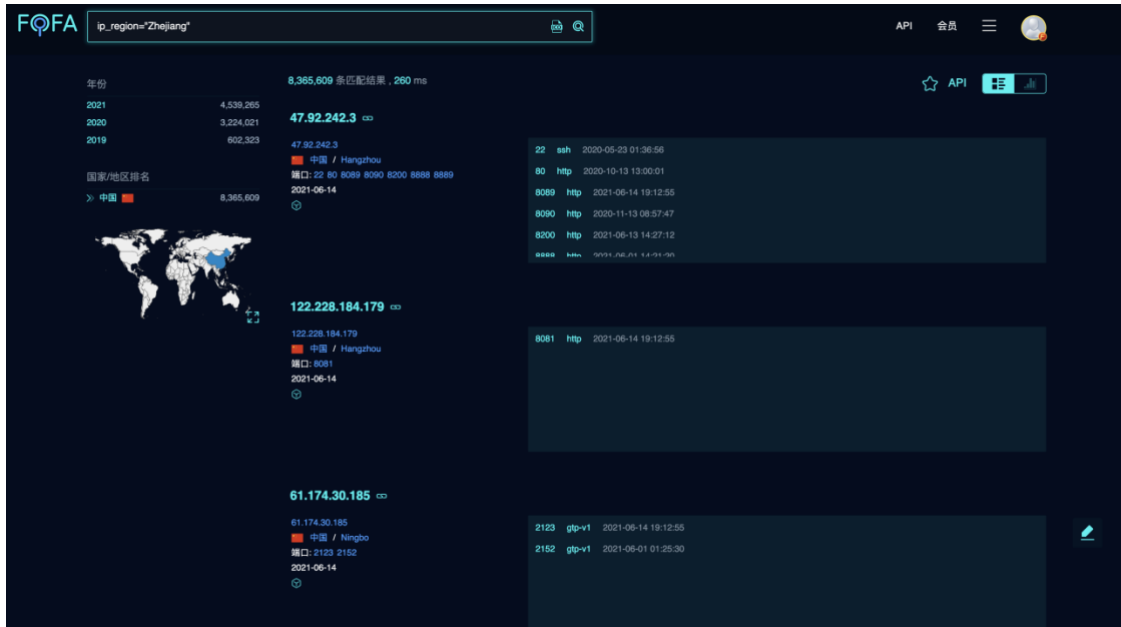 FOFA
ip_region="Zhejiang"
API 会员
年份
2021 4,539,265
2020 3,224,021
2019 602,323
国家/地区排名
中国 8,365,609
8,365,609 条匹配结果 , 260 ms
API
47.92.242.3
47.92.242.3
中国 / Hangzhou
端口: 22 80 8089 8090 8200 8888 8889
2021-06-14
22 ssh 2020-05-23 01:36:56
80 http 2020-10-13 13:00:01
8089 http 2021-06-14 19:12:55
8090 http 2020-11-13 08:57:47
8200 http 2021-06-13 14:27:12
8888 http 2021-06-01 14:21:20
122.228.184.179
122.228.184.179
中国 / Hangzhou
端口: 8081
2021-06-14
8081 http 2021-06-14 19:12:55
61.174.30.185
61.174.30.185
中国 / Ningbo
端口: 2123 2152
2021-06-14
2123 gtp-v1 2021-06-14 19:12:55
2152 gtp-v1 2021-06-01 01:25:30